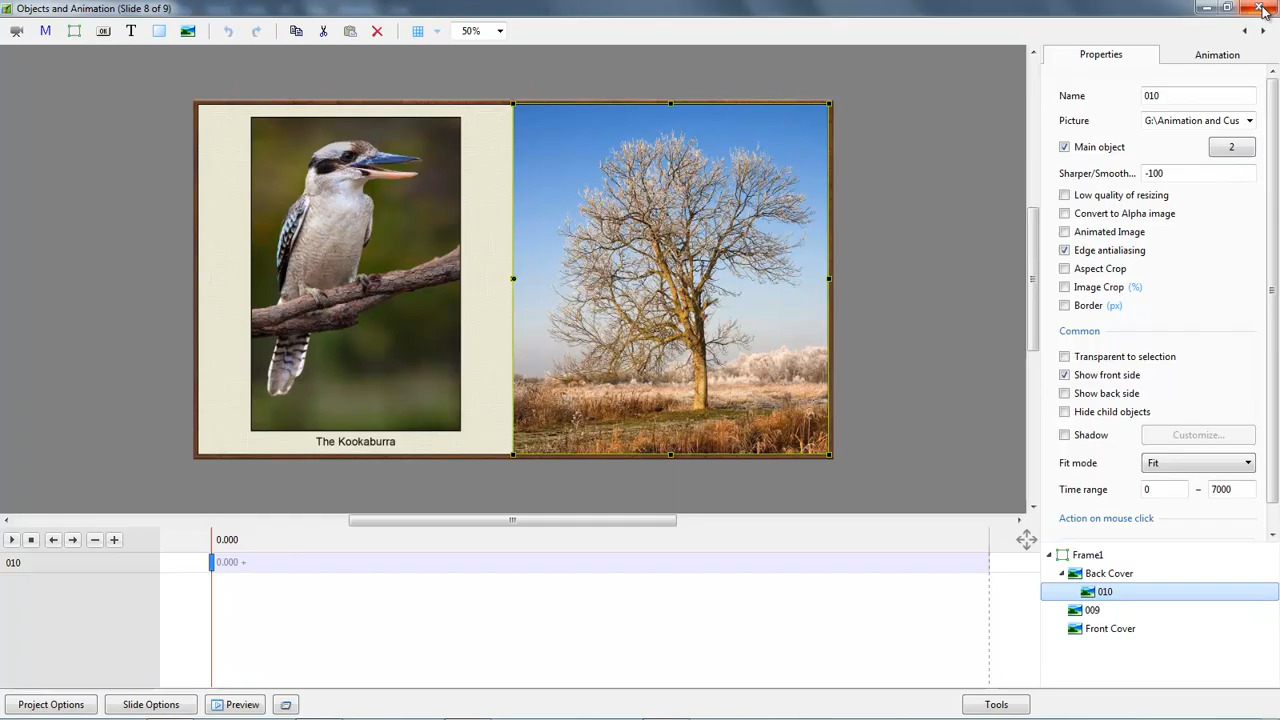 Objects and Animation (Slide 8 of 9)
M OK T 50%
Properties Animation
Name 010
Picture G:\Animation and Cus
Main object 2
Sharper/Smooth... -100
Low quality of resizing
Convert to Alpha image
Animated Image
Edge antialiasing
Aspect Crop
Image Crop (%)
Border (px)
Common
Transparent to selection
Show front side
Show back side
Hide child objects
Shadow Customize...
Fit mode Fit
Time range 0 – 7000
Action on mouse click
The Kookaburra
0.000
010 0.000 +
Frame1
Back Cover
010
009
Front Cover
Project Options Slide Options Preview Tools